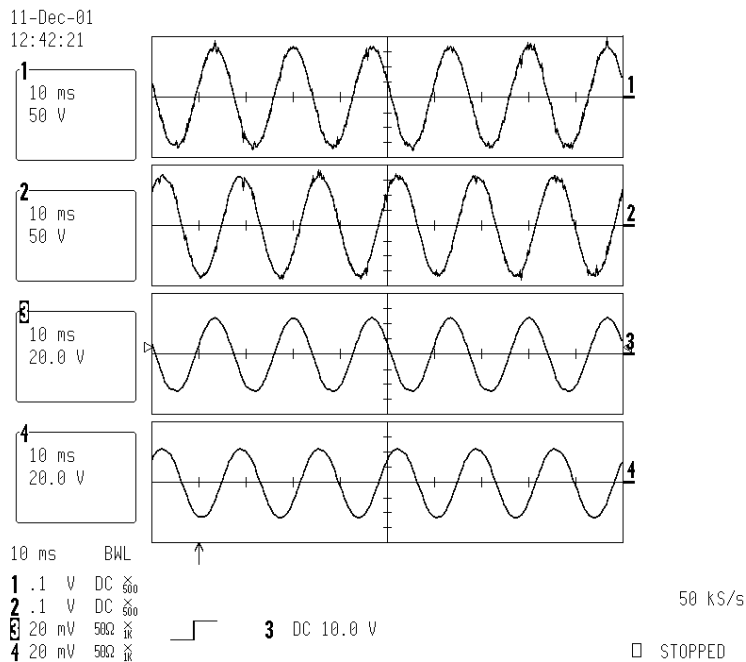 11-Dec-01
12:42:21
1
10 ms
50 V
2
10 ms
50 V
3
10 ms
20.0 V
4
10 ms
20.0 V
1
2
3
4
10 ms BWL
1 .1 V DC X 500
2 .1 V DC X 500
3 20 mV 50Ω X 1K
4 20 mV 50Ω X 1K
3 DC 10.0 V
50 kS/s
STOPPED